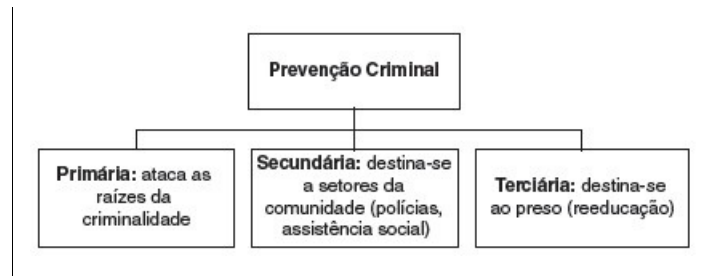 Prevenção Criminal
Primária: ataca as
raízes da
criminalidade
Secundária: destina-se
a setores da
comunidade (polícias,
assistência social)
Terciária: destina-se
ao preso (reeducação)